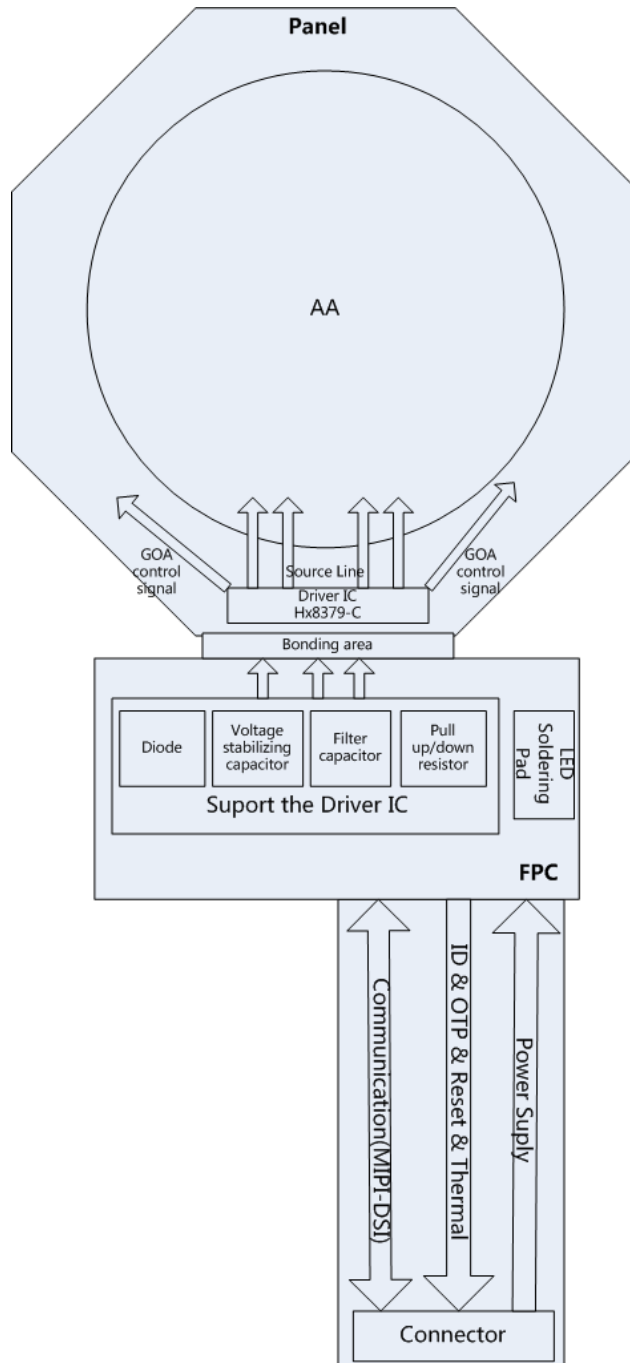 Panel
AA
GOA
control
signal
Source Line
GOA
control
signal
Driver IC
Hx8379-C
Bonding area
Diode
Voltage
stabilizing
capacitor
Filter
capacitor
Pull
up/down
resistor
LED
Soldering
Pad
Suport the Driver IC
FPC
Communication(MIPI-DSI)
ID & OTP & Reset & Thermal
Power Suply
Connector